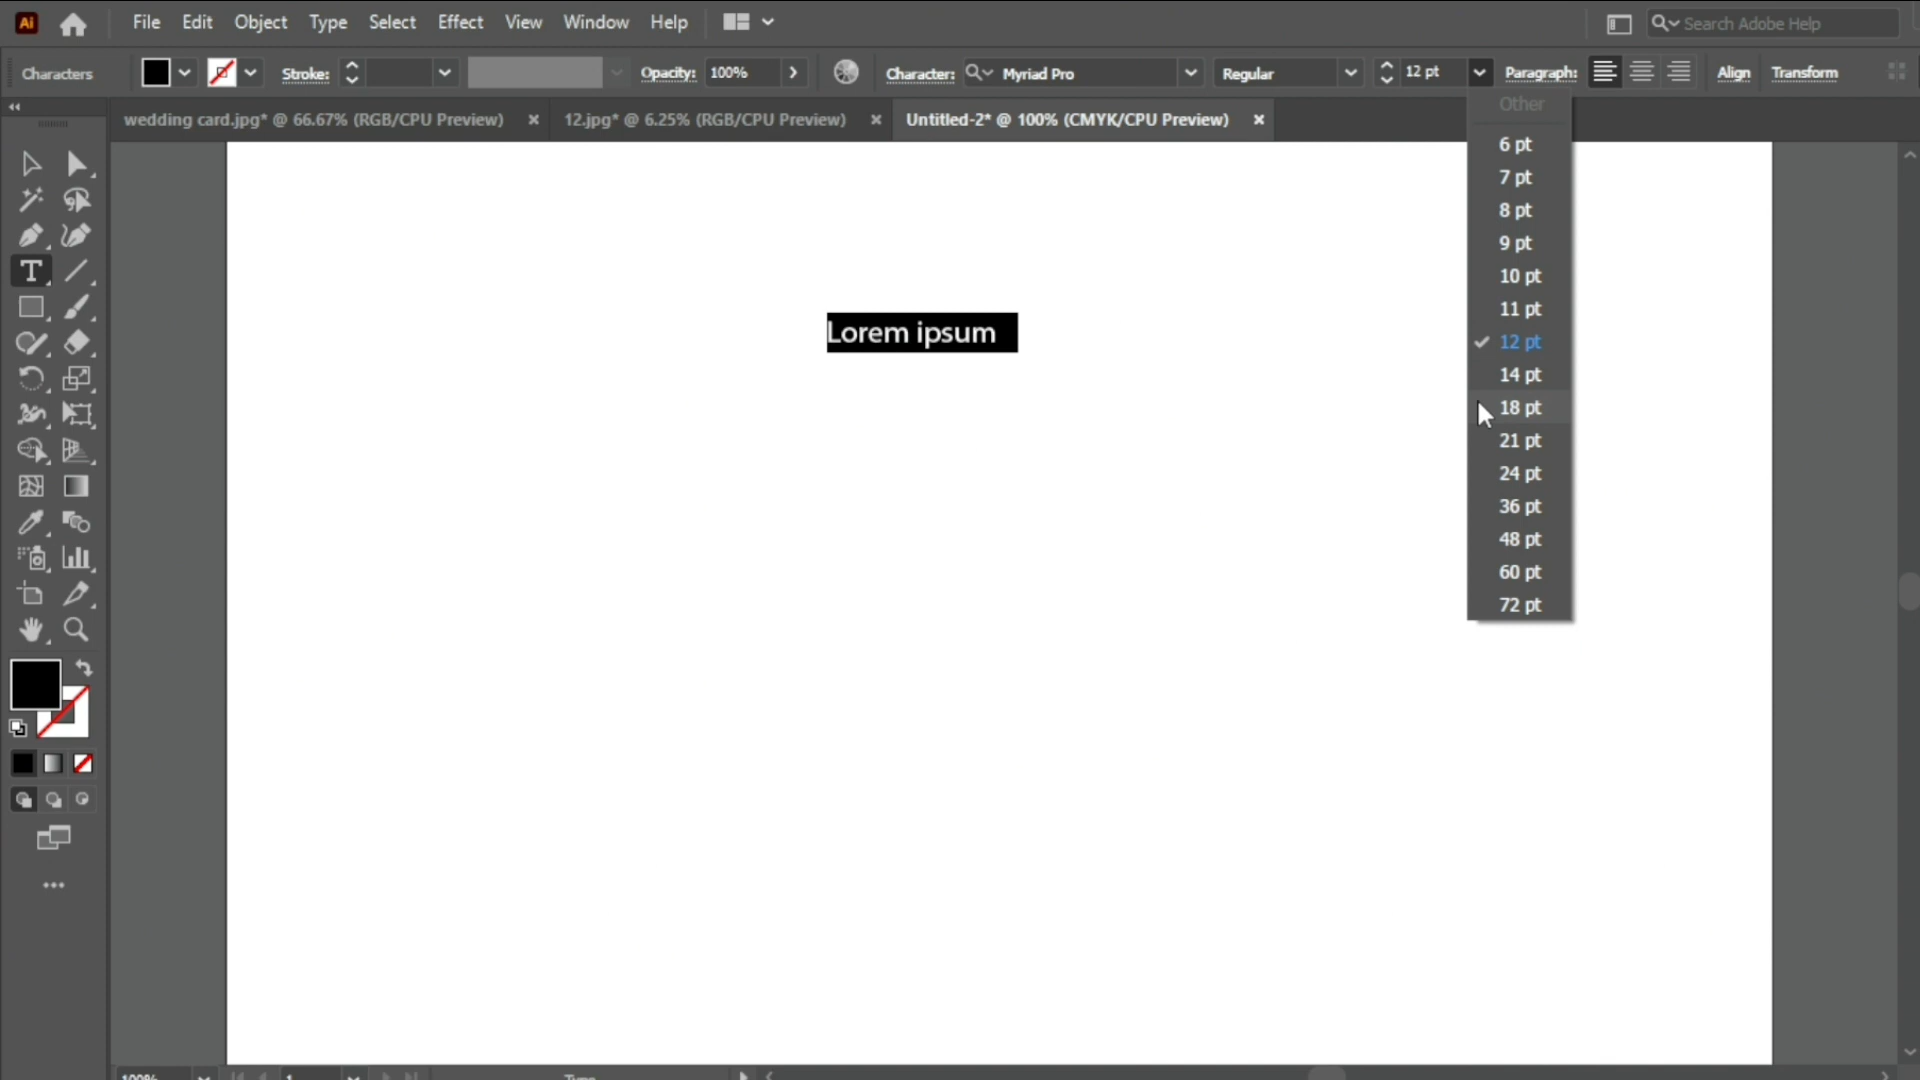 Ai File Edit Object Type Select Effect View Window Help Search Adobe Help
Characters Stroke: Opacity: 100% Character: Myriad Pro Regular 12 pt Paragraph: Align Transform
wedding card.jpg* @ 66.67% (RGB/CPU Preview) 12.jpg* @ 6.25% (RGB/CPU Preview) Untitled-2* @ 100% (CMYK/CPU Preview)
Other
6 pt
7 pt
8 pt
9 pt
10 pt
11 pt
12 pt
14 pt
18 pt
21 pt
24 pt
36 pt
48 pt
60 pt
72 pt
Lorem ipsum
100% 1 Type